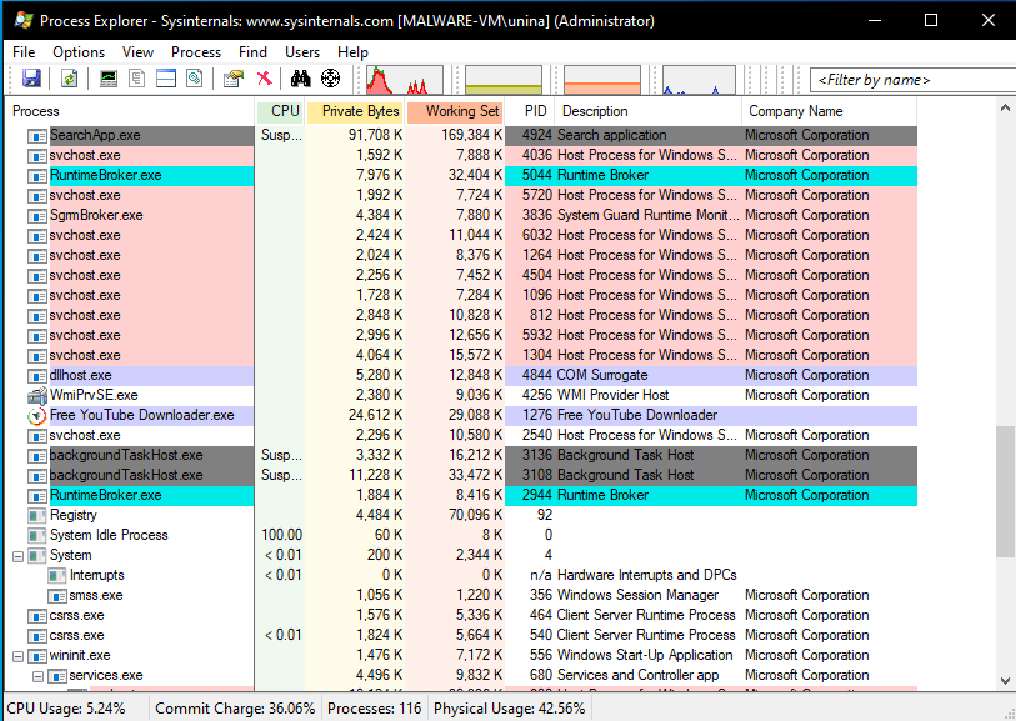 Process Explorer - Sysinternals: www.sysinternals.com [MALWARE-VM\unina] (Administrator)
File Options View Process Find Users Help
<Filter by name>
Process CPU Private Bytes Working Set PID Description Company Name
SearchApp.exe Susp... 91,708 K 169,384 K 4924 Search application Microsoft Corporation
svchost.exe 1,592 K 7,888 K 4036 Host Process for Windows S... Microsoft Corporation
RuntimeBroker.exe 7,976 K 32,404 K 5044 Runtime Broker Microsoft Corporation
svchost.exe 1,992 K 7,724 K 5720 Host Process for Windows S... Microsoft Corporation
SgrmBroker.exe 4,384 K 7,880 K 3836 System Guard Runtime Monit... Microsoft Corporation
svchost.exe 2,424 K 11,044 K 6032 Host Process for Windows S... Microsoft Corporation
svchost.exe 2,024 K 8,376 K 1264 Host Process for Windows S... Microsoft Corporation
svchost.exe 2,256 K 7,452 K 4504 Host Process for Windows S... Microsoft Corporation
svchost.exe 1,728 K 7,284 K 1096 Host Process for Windows S... Microsoft Corporation
svchost.exe 2,848 K 10,828 K 812 Host Process for Windows S... Microsoft Corporation
svchost.exe 2,996 K 12,656 K 5932 Host Process for Windows S... Microsoft Corporation
svchost.exe 4,064 K 15,572 K 1304 Host Process for Windows S... Microsoft Corporation
dllhost.exe 5,280 K 12,848 K 4844 COM Surrogate Microsoft Corporation
WmiPrvSE.exe 2,380 K 9,036 K 4256 WMI Provider Host Microsoft Corporation
Free YouTube Downloader.exe 24,612 K 29,088 K 1276 Free YouTube Downloader
svchost.exe 2,296 K 10,580 K 2540 Host Process for Windows S... Microsoft Corporation
backgroundTaskHost.exe Susp... 3,332 K 16,212 K 3136 Background Task Host Microsoft Corporation
backgroundTaskHost.exe Susp... 11,228 K 33,472 K 3108 Background Task Host Microsoft Corporation
RuntimeBroker.exe 1,884 K 8,416 K 2944 Runtime Broker Microsoft Corporation
Registry 4,484 K 70,096 K 92
System Idle Process 100.00 60 K 8 K 0
System < 0.01 200 K 2,344 K 4
Interrupts < 0.01 0 K 0 K n/a Hardware Interrupts and DPCs
smss.exe 1,056 K 1,220 K 356 Windows Session Manager Microsoft Corporation
csrss.exe 1,576 K 5,336 K 464 Client Server Runtime Process Microsoft Corporation
csrss.exe < 0.01 1,824 K 5,664 K 540 Client Server Runtime Process Microsoft Corporation
wininit.exe 1,476 K 7,172 K 556 Windows Start-Up Application Microsoft Corporation
services.exe 4,496 K 9,832 K 680 Services and Controller app Microsoft Corporation
CPU Usage: 5.24% Commit Charge: 36.06% Processes: 116 Physical Usage: 42.56%